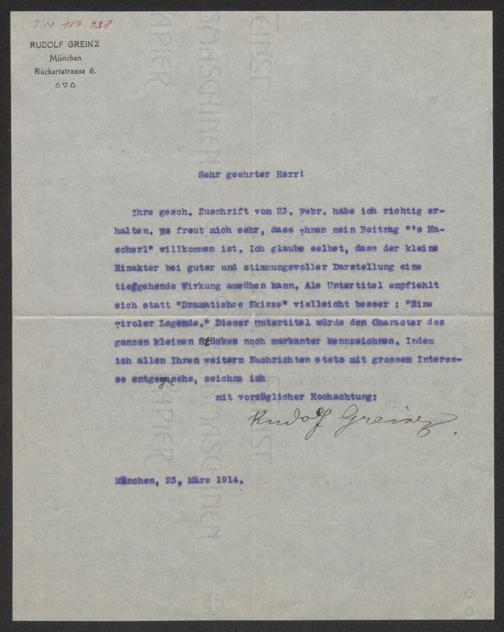 I.N. 187.238
RUDOLF GREINZ
München
Rückertstrasse 6.
Sehr geehrter Herr!
Ihre gesch. Zuschrift vom 23. Febr. habe ich richtig er-
halten. Es freut mich sehr, dass Ihnen mein Beitrag "'s Ha-
scherl" willkommen ist. Ich glaube selbst, dass der kleine
Einakter bei guter und stimmungsvoller Darstellung eine
tiefgehende Wirkung ausüben kann. Als Untertitel empfiehlt
sich statt "Dramatishce Skizze" vielleicht besser : "Eine
Tiroler Legende." Dieser Untertitel würde den Character des
ganzen kleinen Stückes noch markanter kennzeichnen. Indem
ich allen Ihren weitern Nachrichten stets mit grossem Interes-
se entgegensehe, zeichne ich
mit vorzüglicher Hochachtung:
Rudolf Greinz.
München, 23, März 1914.